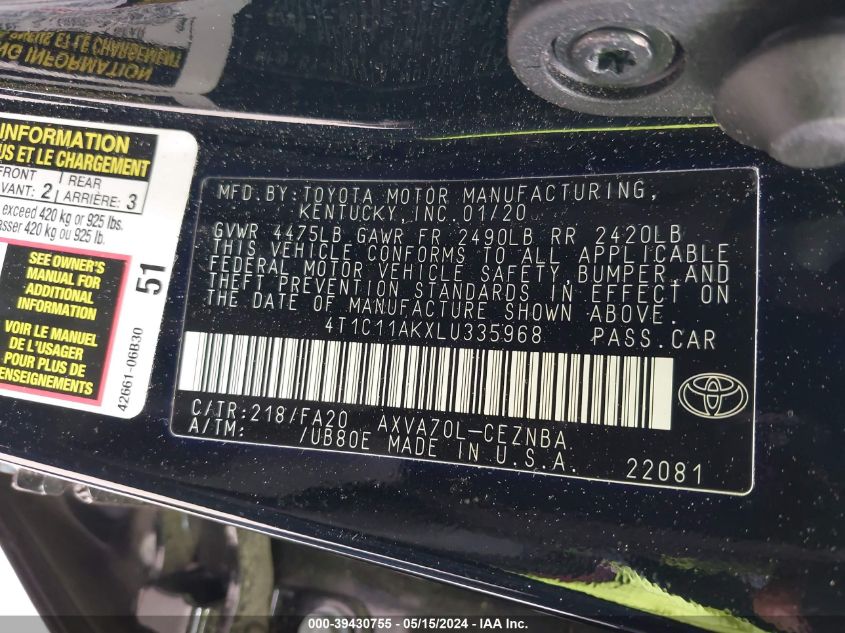 INFORMATION
US ET LE CHARGEMENT
FRONT
VANT: 2
REAR
ARRIÈRE: 3
exceed 420 kg or 925 lbs.
asser 420 kg ou 925 lb.
SEE OWNER'S
MANUAL FOR
ADDITIONAL
INFORMATION
VOIR LE MANUEL
DE L'USAGER
POUR PLUS DE
RENSEIGNEMENTS
51
42661-06B30
MFD.BY:TOYOTA MOTOR MANUFACTURING,
KENTUCKY,INC.01/20
GVWR 4475LB GAWR FR 2490LB RR 2420LB
THIS VEHICLE CONFORMS TO ALL APPLICABLE
FEDERAL MOTOR VEHICLE SAFETY, BUMPER,AND
THEFT PREVENTION STANDARDS IN EFFECT ON
THE DATE OF MANUFACTURE SHOWN ABOVE.
4T1C11AKXLU335968 PASS.CAR
C/TR:218/FA20 AXVA70L-CEZNBA
A/TM: /UB80E MADE IN U.S.A.
22081
000-39430755 - 05/15/2024 - IAAI.COM